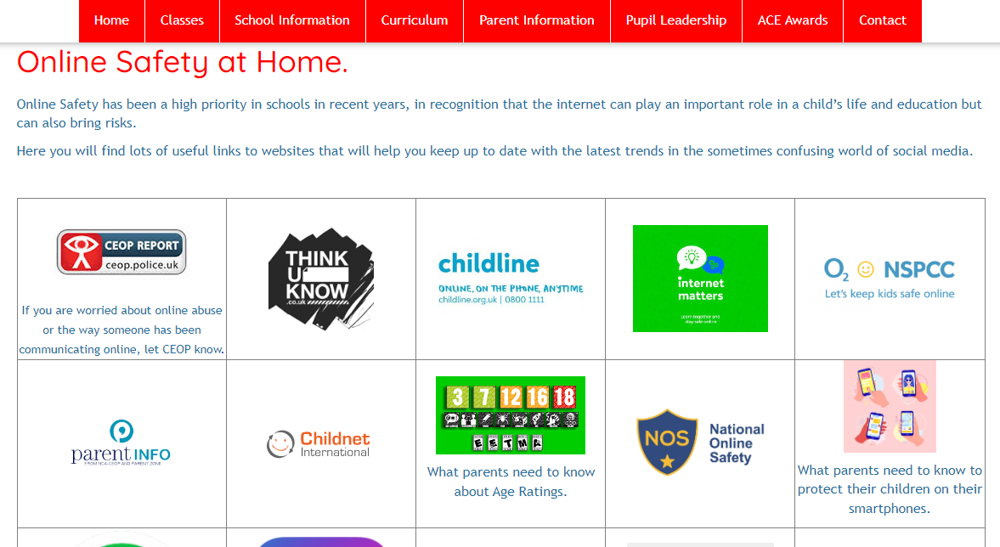 Home Classes School Information Curriculum Parent Information Pupil Leadership ACE Awards Contact
Online Safety at Home.
Online Safety has been a high priority in schools in recent years, in recognition that the internet can play an important role in a child’s life and education but
can also bring risks.
Here you will find lots of useful links to websites that will help you keep up to date with the latest trends in the sometimes confusing world of social media.
CEOP REPORT
ceop.police.uk
If you are worried about online abuse
or the way someone has been
communicating online, let CEOP know.
THINK
U
KNOW
.co.uk
childline
ONLINE, ON THE PHONE, ANYTIME
childline.org.uk | 0800 1111
internet
matters
Learn together and
stay safe online
O2 NSPCC
Let's keep kids safe online
parent INFO
FROM NCA-CEOP AND PARENT ZONE
Childnet
International
3 7 12 16 18
E E T M A
What parents need to know
about Age Ratings.
NOS
National
Online
Safety
What parents need to know to
protect their children on their
smartphones.